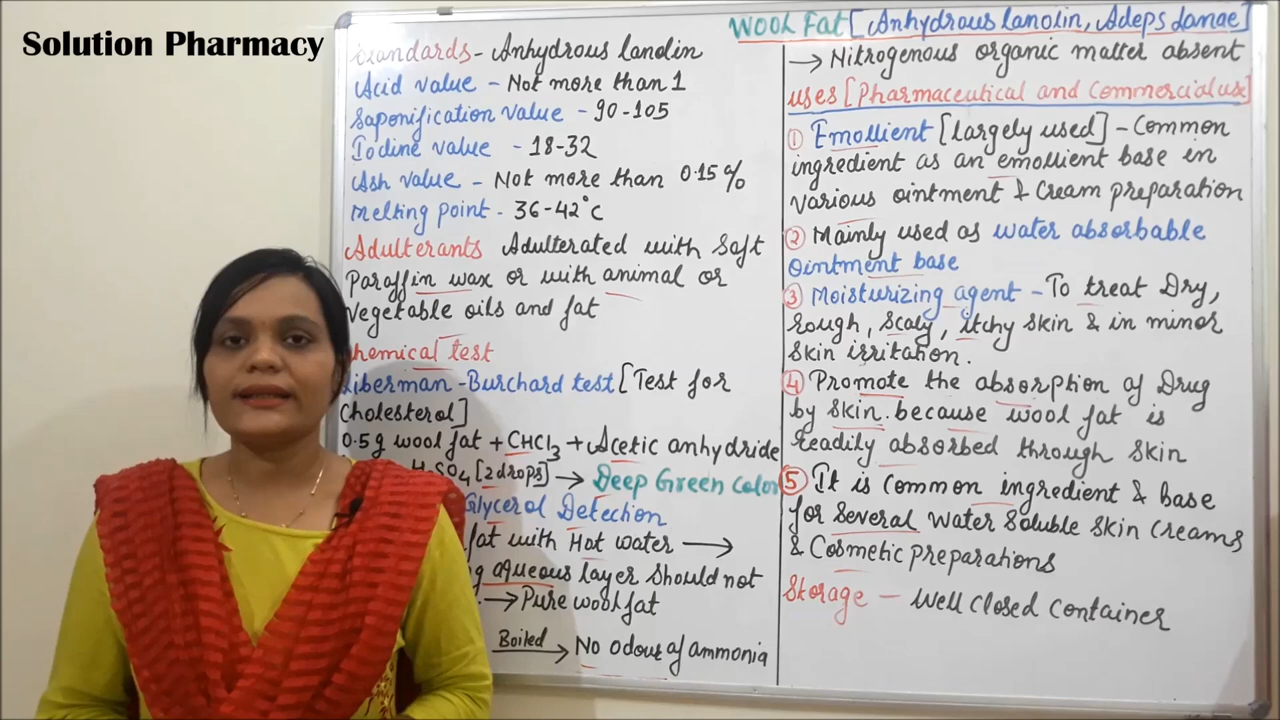 Solution Pharmacy
Wool Fat [Anhydrous lanolin, Adeps Lanae]
Standards - Anhydrous lanolin
Acid value - Not more than 1
Saponification value - 90-105
Iodine value - 18-32
Ash value - Not more than 0.15%
Melting point - 36-42°C
Adulterants Adulterated with Soft
Paraffin wax or with animal or
Vegetable oils and fat
Chemical test
Liberman-Burchard test [Test for
Cholesterol]
0.5g wool fat + CHCl3 + Acetic anhydride
H2SO4 [2 drops] → Deep Green Color
Glycerol Detection
fat with Hot water →
aqueous layer should not
→ Pure wool fat
Boiled → No odour of ammonia
→ Nitrogenous organic matter absent
uses [Pharmaceutical and Commercial use]
① Emollient [largely used] - Common
ingredient as an emollient base in
various ointment & Cream preparation
② Mainly used as water absorbable
Ointment base
③ Moisturizing agent - To treat Dry,
rough, scaly, itchy skin & in minor
skin irritation.
④ Promote the absorption of Drug
by skin. because wool fat is
readily absorbed through skin
⑤ It is common ingredient & base
for several water soluble skin creams
& Cosmetic preparations
Storage - Well Closed Container